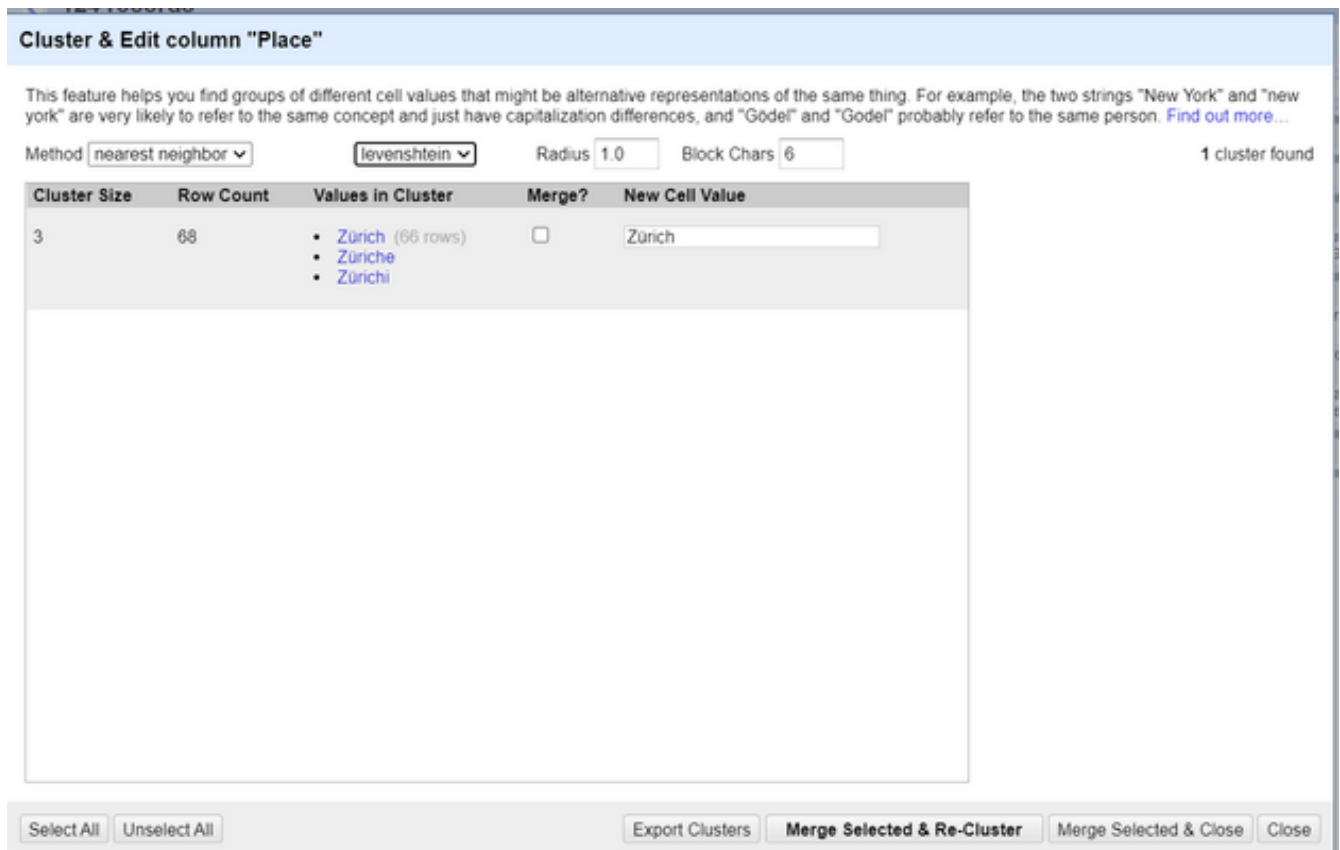 Cluster & Edit column "Place"
This feature helps you find groups of different cell values that might be alternative representations of the same thing. For example, the two strings "New York" and "new
york" are very likely to refer to the same concept and just have capitalization differences, and "Gödel" and "Godel" probably refer to the same person. Find out more...
Method nearest neighbor levenshtein Radius 1.0 Block Chars 6 1 cluster found
Cluster Size Row Count Values in Cluster Merge? New Cell Value
3 68 • Zürich (66 rows) Zürich
• Züriche
• Zürichi
Select All Unselect All Export Clusters Merge Selected & Re-Cluster Merge Selected & Close Close